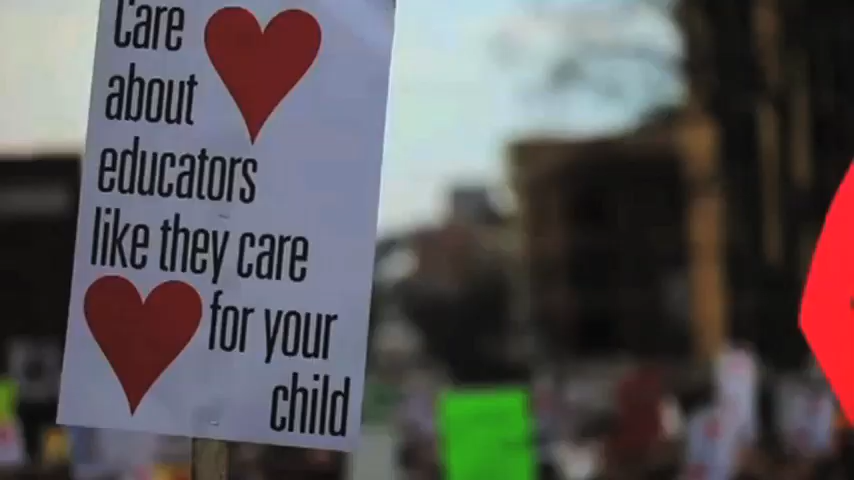 Care
about
educators
like they care
for your
child